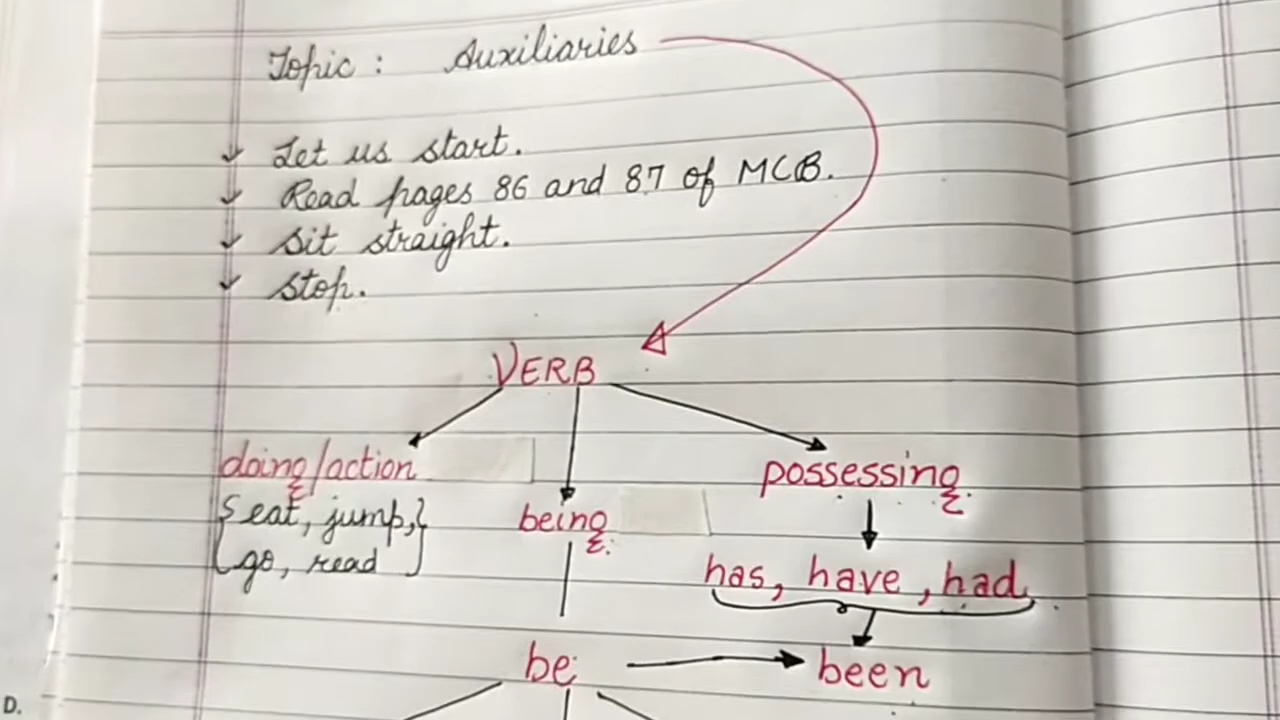 Topic : Auxiliaries
Let us start.
Read pages 86 and 87 of MCB.
Sit straight.
Stop.
VERB
doing/action
{eat, jump,}
{go, read}
being
possessing
has, have, had
be
been
D.